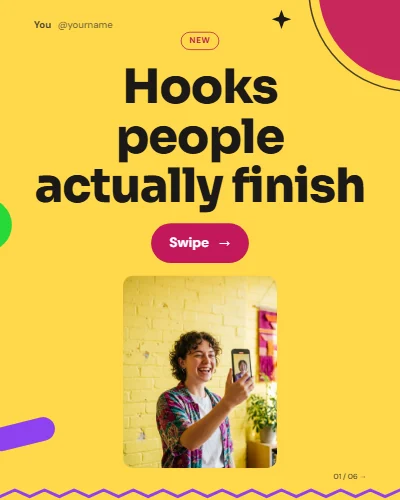 You @yourname
NEW
Hooks
people
actually finish
Swipe →
01 / 06 →